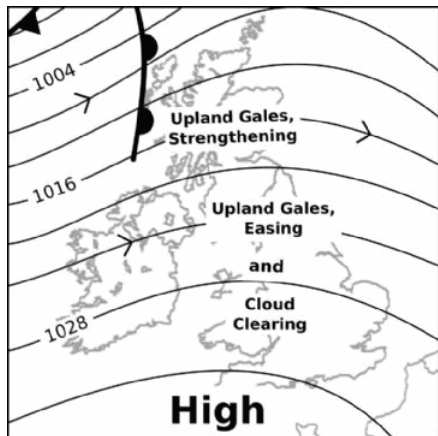 1004
Upland Gales,
Strengthening
1016
Upland Gales,
Easing
and
Cloud
Clearing
1028
High